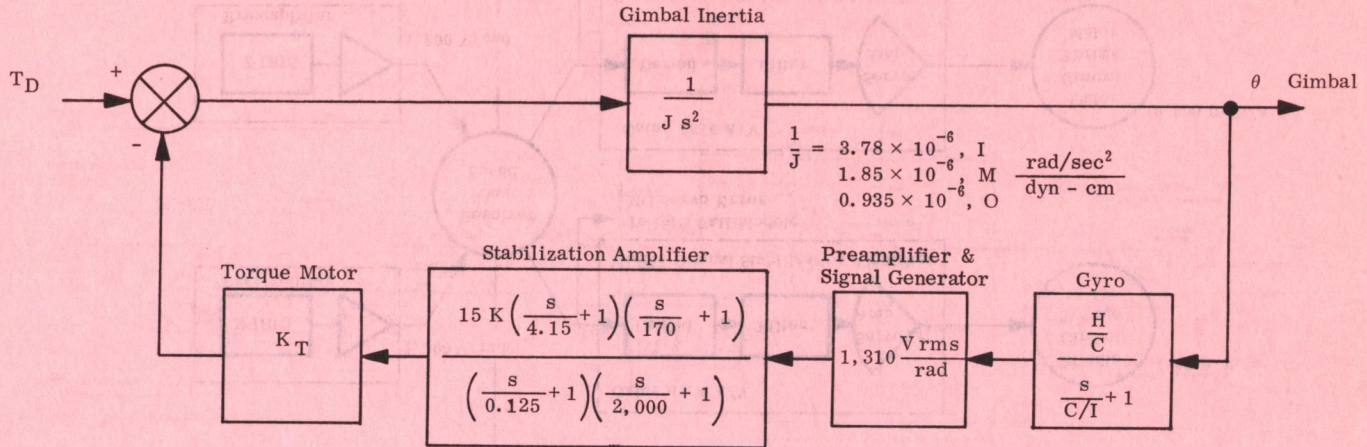 Gimbal Inertia
T_D
+
-
1
J s²
θ Gimbal
1/J = 3.78 × 10⁻⁶, I
1.85 × 10⁻⁶, M rad/sec²
0.935 × 10⁻⁶, O dyn - cm
Torque Motor
K_T
Stabilization Amplifier
15 K (s/4.15 + 1) (s/170 + 1)
(s/0.125 + 1) (s/2,000 + 1)
Preamplifier &
Signal Generator
1,310 V rms/rad
Gyro
H/C
s/C/I + 1